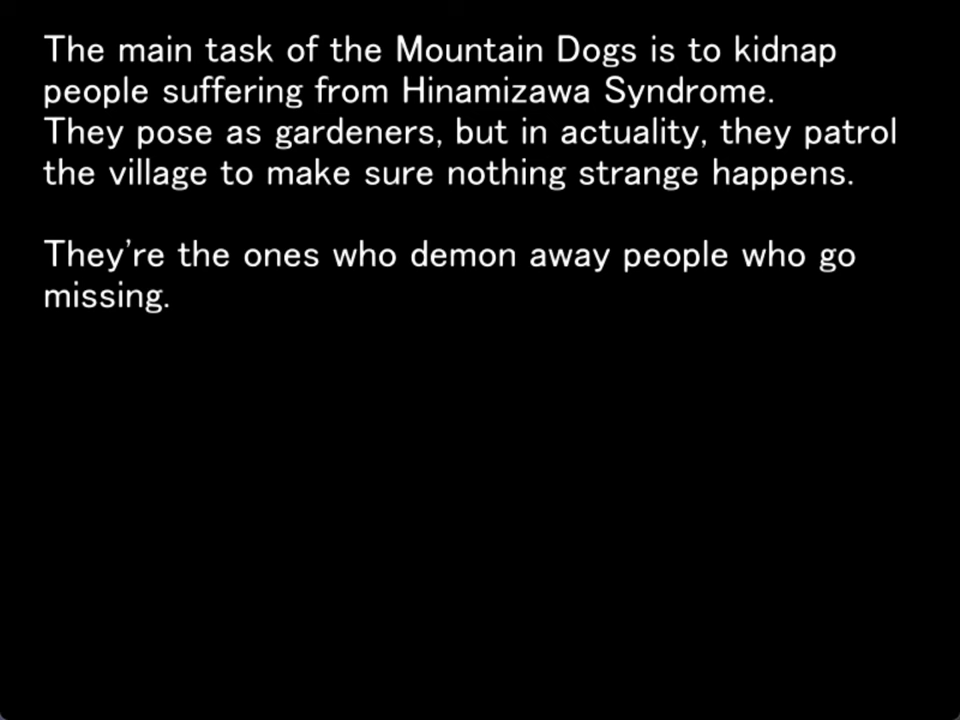 The main task of the Mountain Dogs is to kidnap
people suffering from Hinamizawa Syndrome.
They pose as gardeners, but in actuality, they patrol
the village to make sure nothing strange happens.
They’re the ones who demon away people who go
missing.